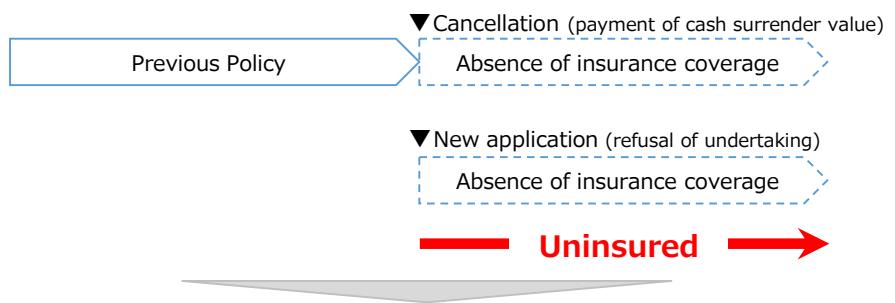 ▼Cancellation (payment of cash surrender value)
Previous Policy
Absence of insurance coverage
▼New application (refusal of undertaking)
Absence of insurance coverage
Uninsured